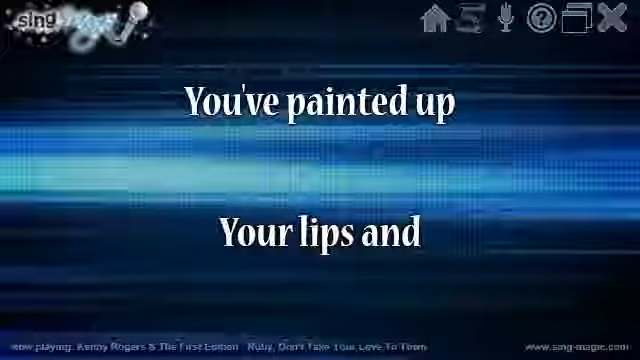 sing
magic
You've painted up
Your lips and
now playing: Kenny Rogers & The First Edition - Ruby, Don't Take Your Love To Town
www.sing-magic.com